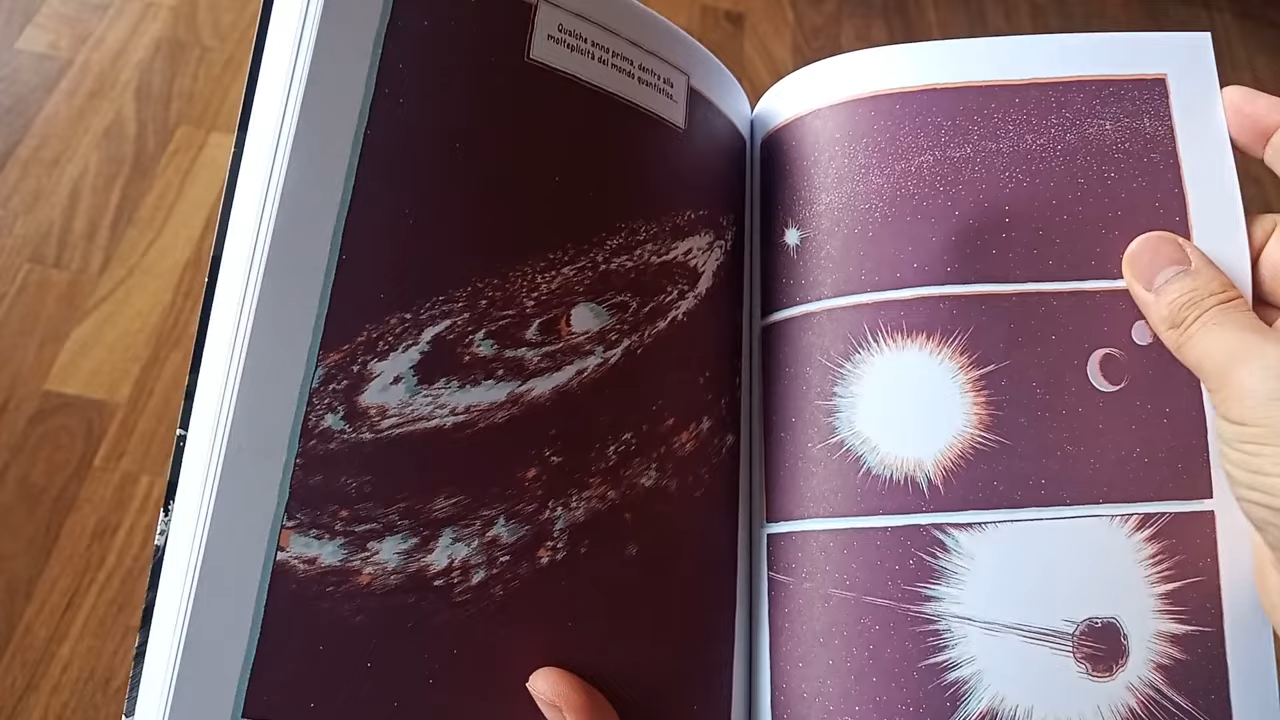 Qualche anno prima, dentro alla
molteplicità del mondo quantistico...